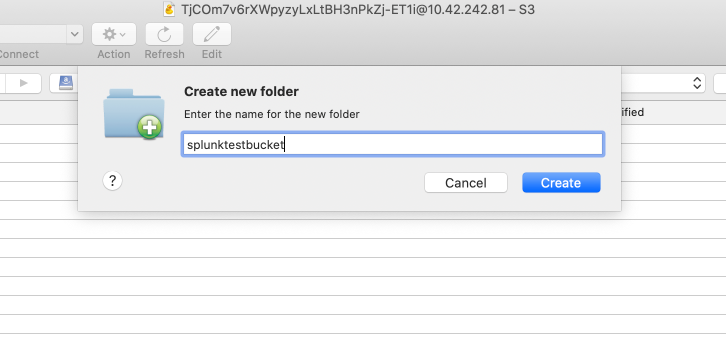 TjCOm7v6rXWpyzyLxLtBH3nPkZj-ET1i@10.42.242.81 – S3
Connect
Action
Refresh
Edit
Create new folder
ified
Enter the name for the new folder
splunktestbucket
?
Cancel
Create